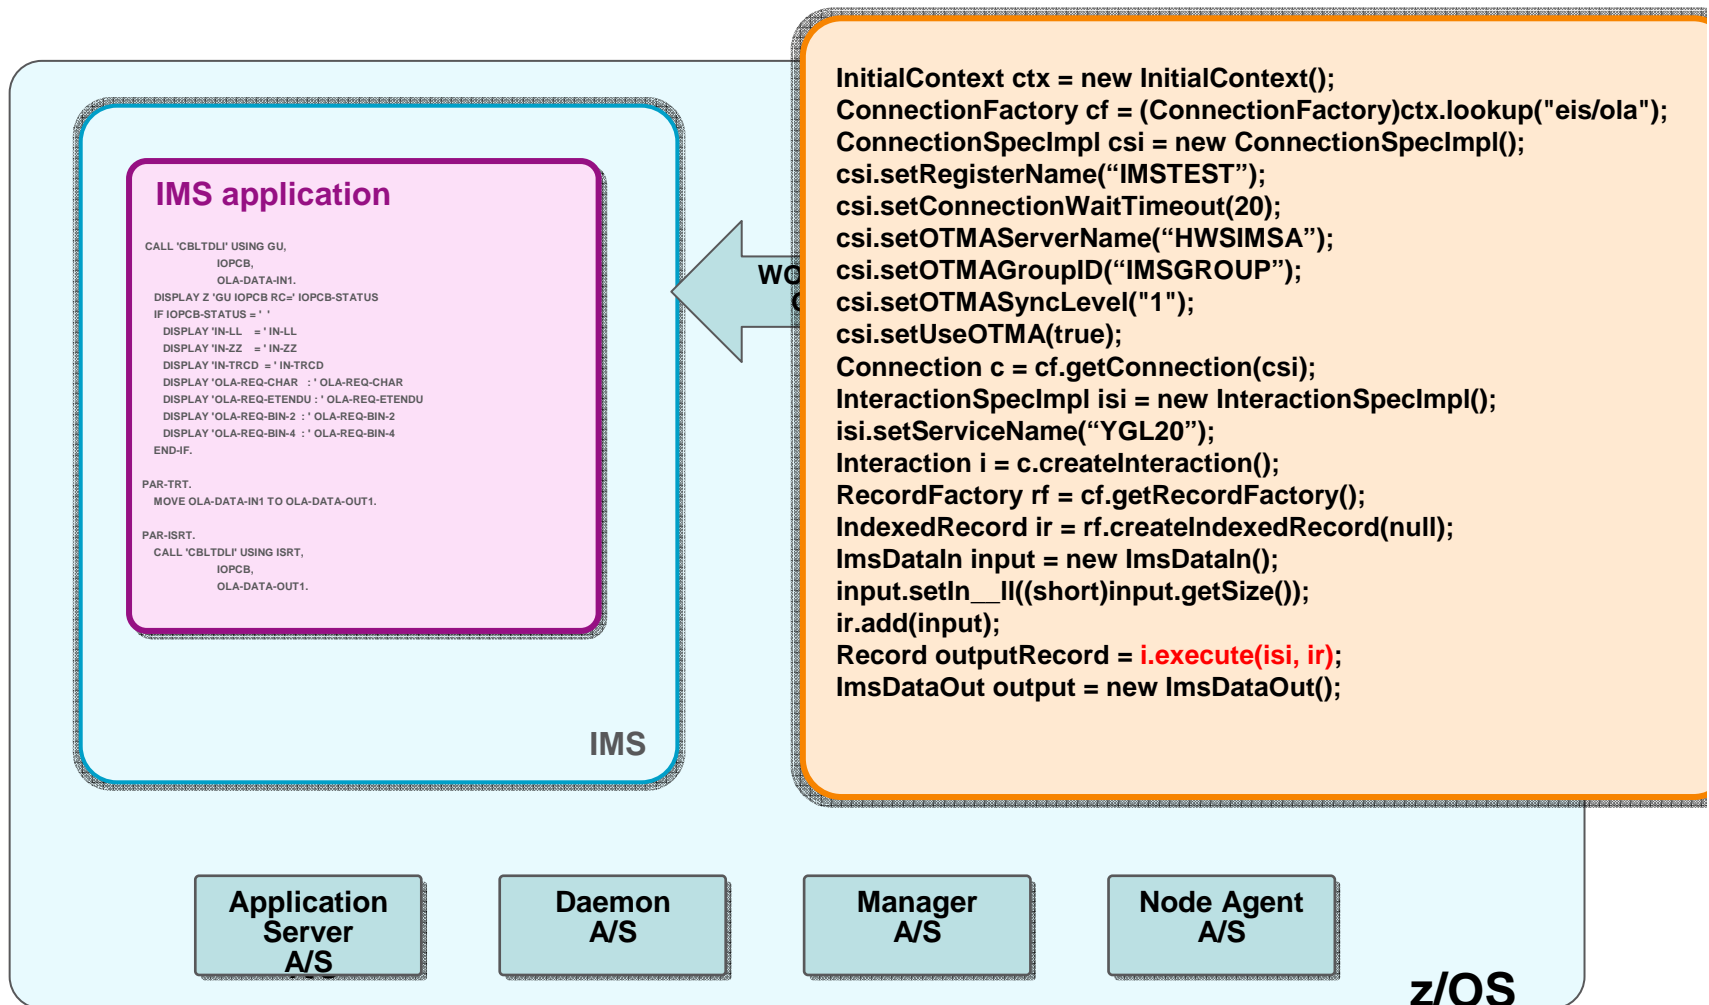 IMS application
CALL 'CBLTDLI' USING GU,
IOPCB,
OLA-DATA-IN1.
DISPLAY Z 'GU IOPCB RC=' IOPCB-STATUS
IF IOPCB-STATUS = ' '
DISPLAY 'IN-LL = ' IN-LL
DISPLAY 'IN-ZZ = ' IN-ZZ
DISPLAY 'IN-TRCD = ' IN-TRCD
DISPLAY 'OLA-REQ-CHAR : ' OLA-REQ-CHAR
DISPLAY 'OLA-REQ-ETENDU : ' OLA-REQ-ETENDU
DISPLAY 'OLA-REQ-BIN-2 : ' OLA-REQ-BIN-2
DISPLAY 'OLA-REQ-BIN-4 : ' OLA-REQ-BIN-4
END-IF.
PAR-TRT.
MOVE OLA-DATA-IN1 TO OLA-DATA-OUT1.
PAR-ISRT.
CALL 'CBLTDLI' USING ISRT,
IOPCB,
OLA-DATA-OUT1.
IMS
InitialContext ctx = new InitialContext();
ConnectionFactory cf = (ConnectionFactory)ctx.lookup("eis/ola");
ConnectionSpecImpl csi = new ConnectionSpecImpl();
csi.setRegisterName(“IMSTEST”);
csi.setConnectionWaitTimeout(20);
csi.setOTMAServerName(“HWSIMSA”);
csi.setOTMAGroupID(“IMSGROUP”);
csi.setOTMASyncLevel("1");
csi.setUseOTMA(true);
Connection c = cf.getConnection(csi);
InteractionSpecImpl isi = new InteractionSpecImpl();
isi.setServiceName(“YGL20”);
Interaction i = c.createInteraction();
RecordFactory rf = cf.getRecordFactory();
IndexedRecord ir = rf.createIndexedRecord(null);
ImsDataIn input = new ImsDataIn();
input.setIn__ll((short)input.getSize());
ir.add(input);
Record outputRecord = i.execute(isi, ir);
ImsDataOut output = new ImsDataOut();
Application
Server
A/S
Daemon
A/S
Manager
A/S
Node Agent
A/S
z/OS